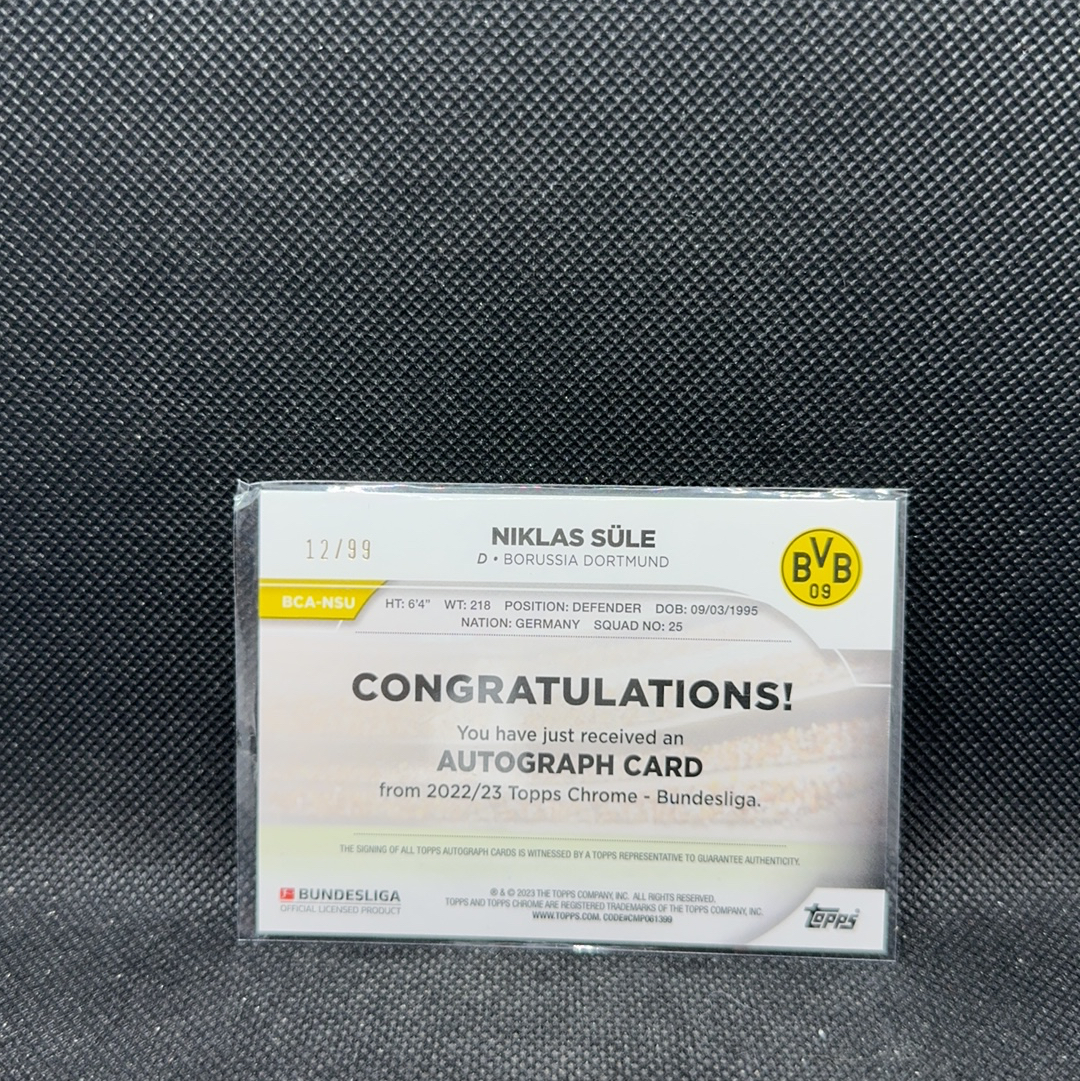 12/99
NIKLAS SÜLE
D • BORUSSIA DORTMUND
BVB
09
BCA-NSU
HT: 6'4" WT: 218 POSITION: DEFENDER DOB: 09/03/1995
NATION: GERMANY SQUAD NO: 25
CONGRATULATIONS!
You have just received an
AUTOGRAPH CARD
from 2022/23 Topps Chrome - Bundesliga.
THE SIGNING OF ALL TOPPS AUTOGRAPH CARDS IS WITNESSED BY A TOPPS REPRESENTATIVE TO GUARANTEE AUTHENTICITY.
BUNDESLIGA
OFFICIAL LICENSED PRODUCT
® & © 2023 THE TOPPS COMPANY, INC. ALL RIGHTS RESERVED.
TOPPS AND TOPPS CHROME ARE REGISTERED TRADEMARKS OF THE TOPPS COMPANY, INC.
WWW.TOPPS.COM. CODE#CMP001399
topps